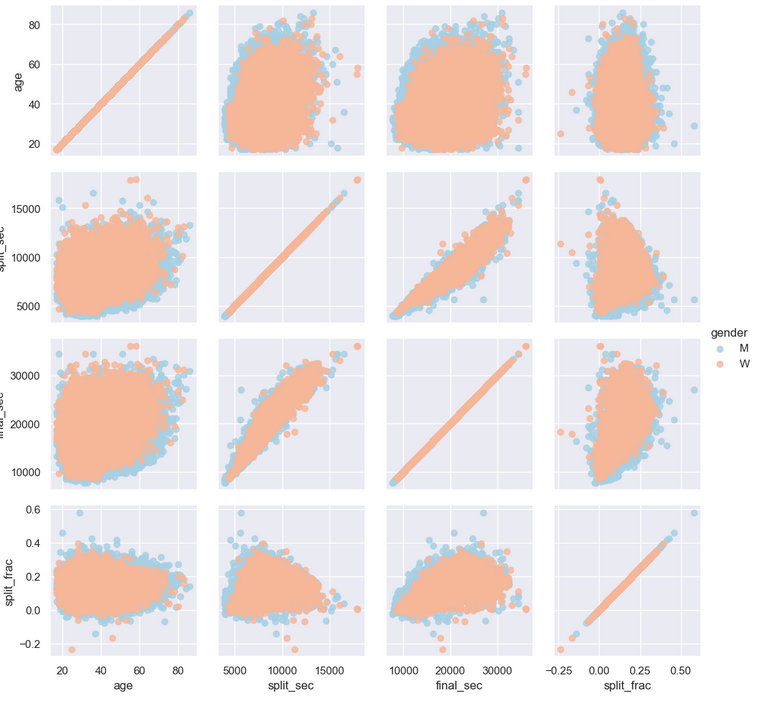 80
60
40
20
age
15000
10000
5000
split_sec
30000
20000
10000
final_sec
gender
M
W
0.6
0.4
0.2
0.0
−0.2
split_frac
20 40 60 80
5000 10000 15000
10000 20000 30000
−0.25 0.00 0.25 0.50
age
split_sec
final_sec
split_frac